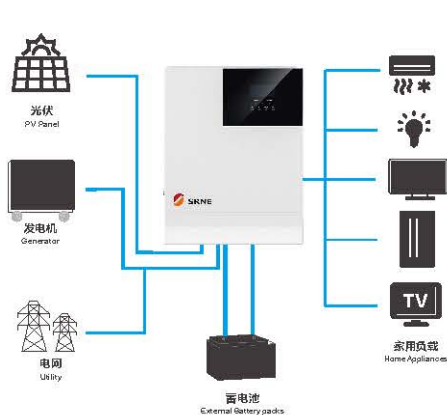 光伏
PV Panel
SRNE
发电机
Generator
TV
电网
Utility
家用负载
Home Appliances
蓄电池
External Battery packs